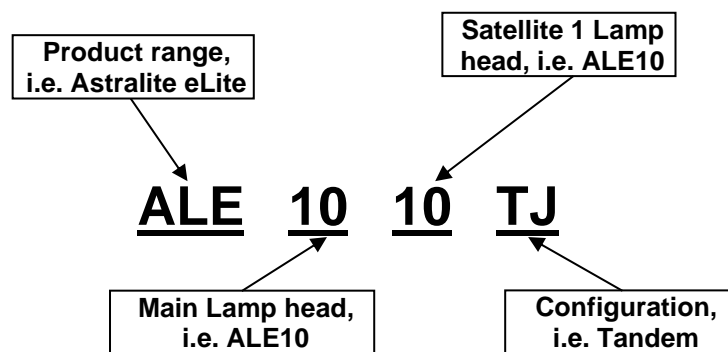 Product range,
i.e. Astralite eLite
Satellite 1 Lamp
head, i.e. ALE10
ALE 10 10 TJ
Main Lamp head,
i.e. ALE10
Configuration,
i.e. Tandem